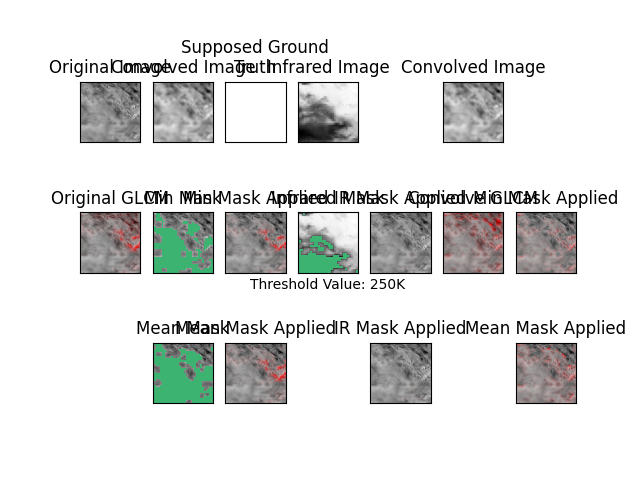 Supposed Ground
Original Image Convolved Image Truth Infrared Image Convolved Image
Original GLCM Min Mask Min Mask Applied Infrared Mask IR Mask Applied Convolved GLCM Min Mask Applied
Threshold Value: 250K
Mean Mask Mean Mask Applied IR Mask Applied Mean Mask Applied